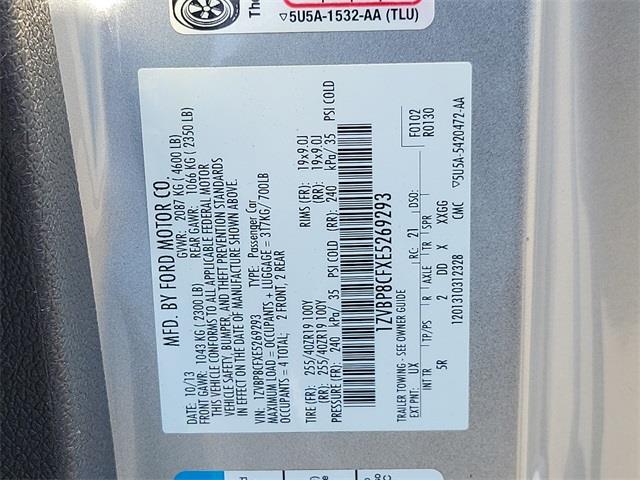 The
5U5A-1532-AA (TLU)
MFD. BY FORD MOTOR CO.
DATE: 10/13 GVWR: 2087 KG ( 4600 LB)
FRONT GAWR: 1043 KG ( 2300 LB) REAR GAWR: 1066 KG ( 2350 LB)
THIS VEHICLE CONFORMS TO ALL APPLICABLE FEDERAL MOTOR
VEHICLE SAFETY, BUMPER, AND THEFT PREVENTION STANDARDS
IN EFFECT ON THE DATE OF MANUFACTURE SHOWN ABOVE.
VIN: 1ZVBP8CFXE5269293 TYPE: Passenger Car
MAXIMUM LOAD = OCCUPANTS + LUGGAGE = 317KG / 700LB
OCCUPANTS = 4 TOTAL: 2 FRONT, 2 REAR
TIRE (FR): 255/40ZR19 100Y RIMS (FR): 19x9.0J
(RR): 255/40ZR19 100Y (RR): 19x9.0J
PRESSURE (FR): 240 kPa/ 35 PSI COLD (RR): 240 kPa/ 35 PSI COLD
1ZVBP8CFXE5269293
TRAILER TOWING - SEE OWNER GUIDE F0102
EXT PNT: UX RC: 21 DSO: R0130
INT TR TP/PS R AXLE TR SPR
5R 2 DD X XXGG
1201310312328 CMC 5U5A-5420472-AA